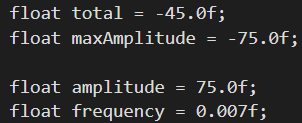 float total = -45.0f;
float maxAmplitude = -75.0f;
float amplitude = 75.0f;
float frequency = 0.007f;